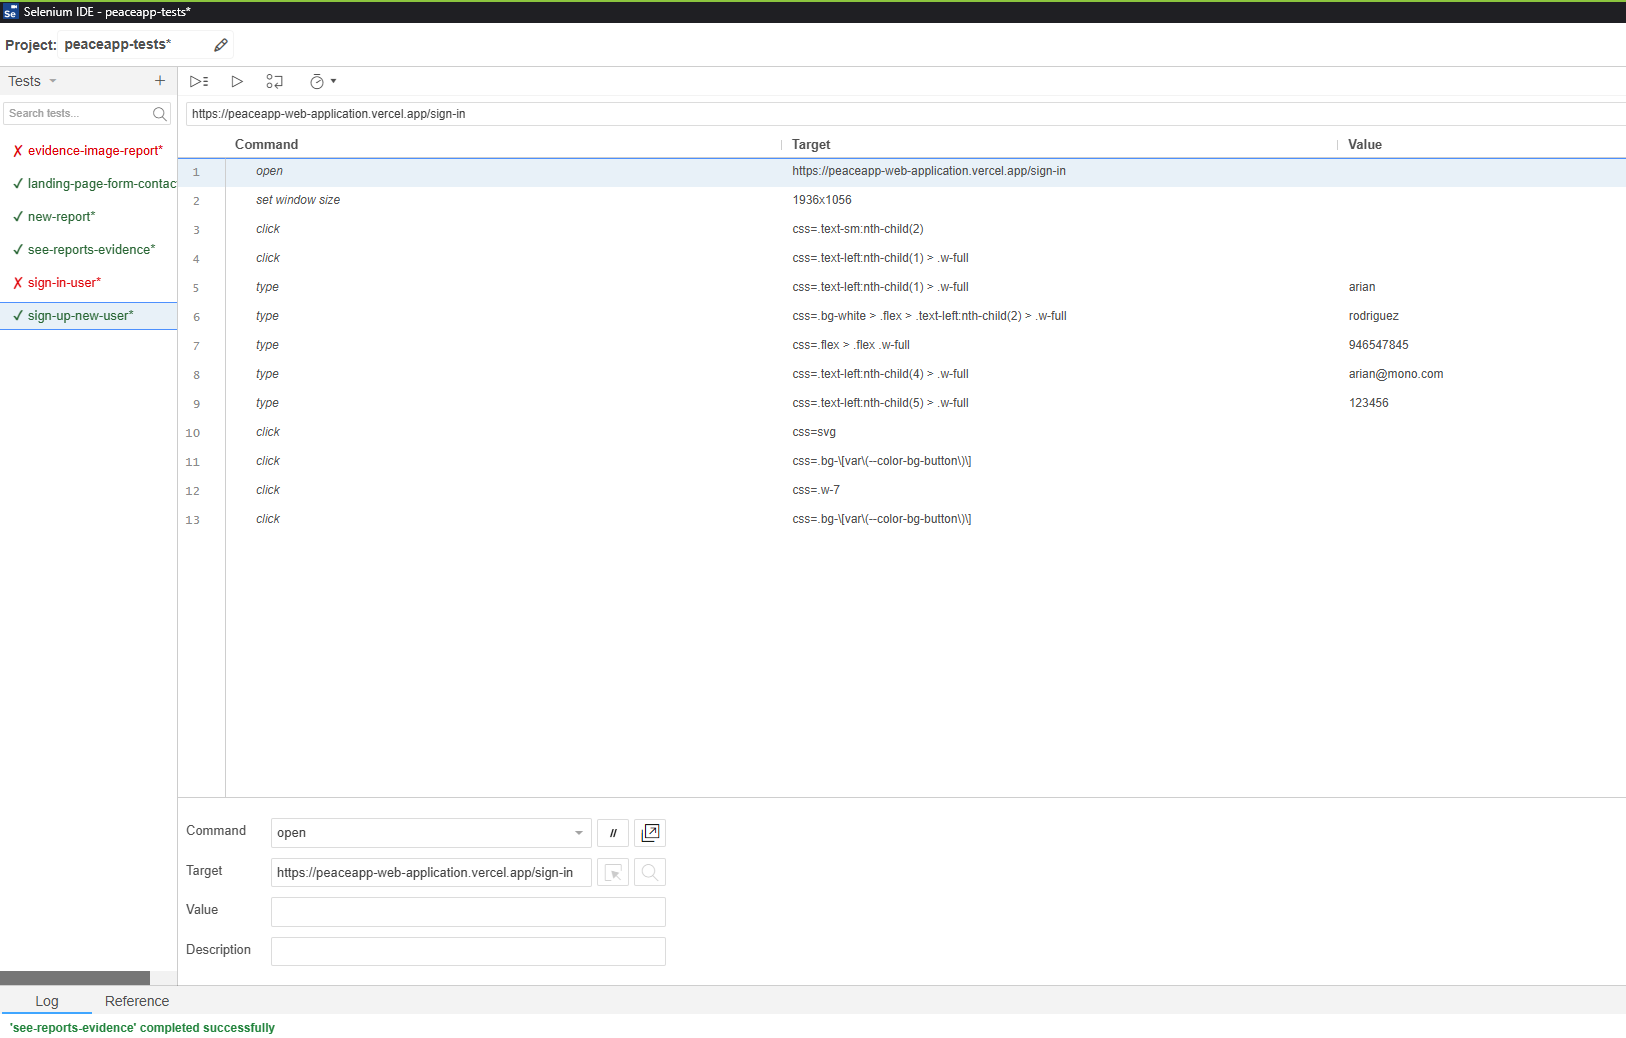 Se Selenium IDE - peaceapp-tests*
Project: peaceapp-tests*
Tests
Search tests...
evidence-image-report*
landing-page-form-contac
new-report*
see-reports-evidence*
sign-in-user*
sign-up-new-user*
https://peaceapp-web-application.vercel.app/sign-in
Command Target Value
1 open https://peaceapp-web-application.vercel.app/sign-in
2 set window size 1936x1056
3 click css=.text-sm:nth-child(2)
4 click css=.text-left:nth-child(1) > .w-full
5 type css=.text-left:nth-child(1) > .w-full arian
6 type css=.bg-white > .flex > .text-left:nth-child(2) > .w-full rodriguez
7 type css=.flex > .flex .w-full 946547845
8 type css=.text-left:nth-child(4) > .w-full arian@mono.com
9 type css=.text-left:nth-child(5) > .w-full 123456
10 click css=svg
11 click css=.bg-\[var\(--color-bg-button\)\]
12 click css=.w-7
13 click css=.bg-\[var\(--color-bg-button\)\]
Command open //
Target https://peaceapp-web-application.vercel.app/sign-in
Value
Description
Log Reference
'see-reports-evidence' completed successfully